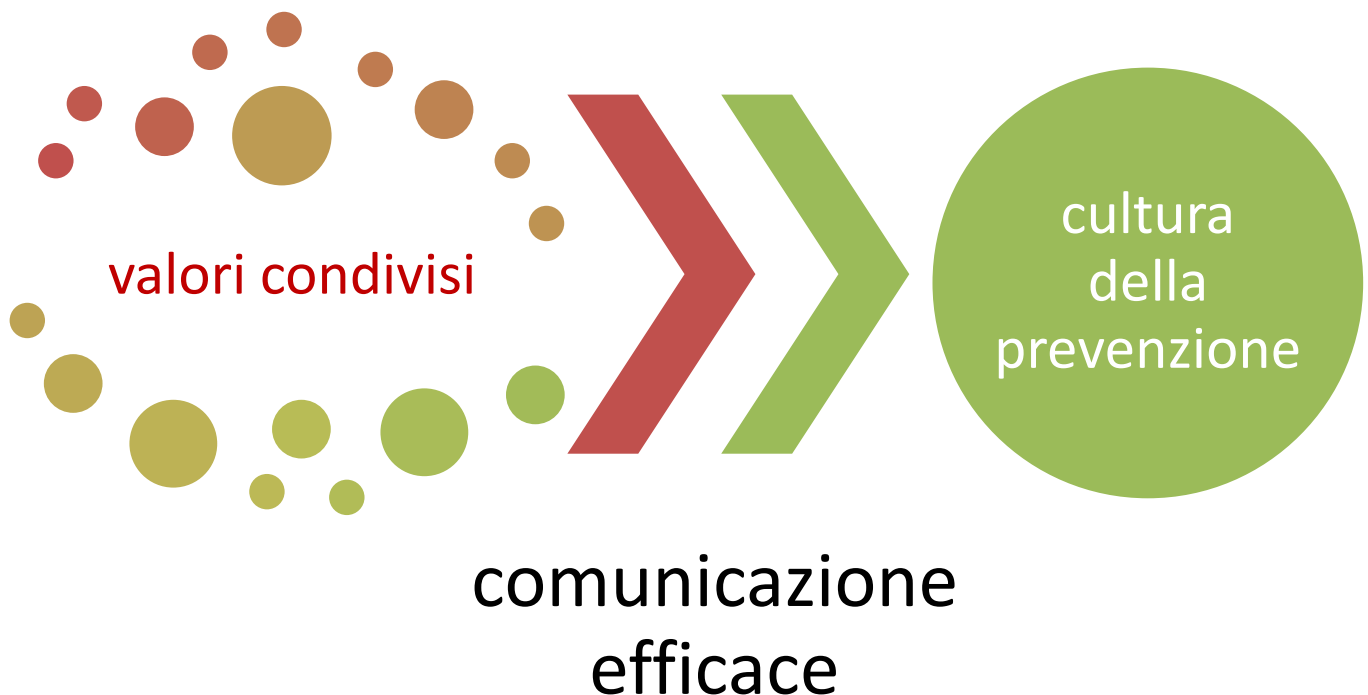 valori condivisi
cultura
della
prevenzione
comunicazione
efficace